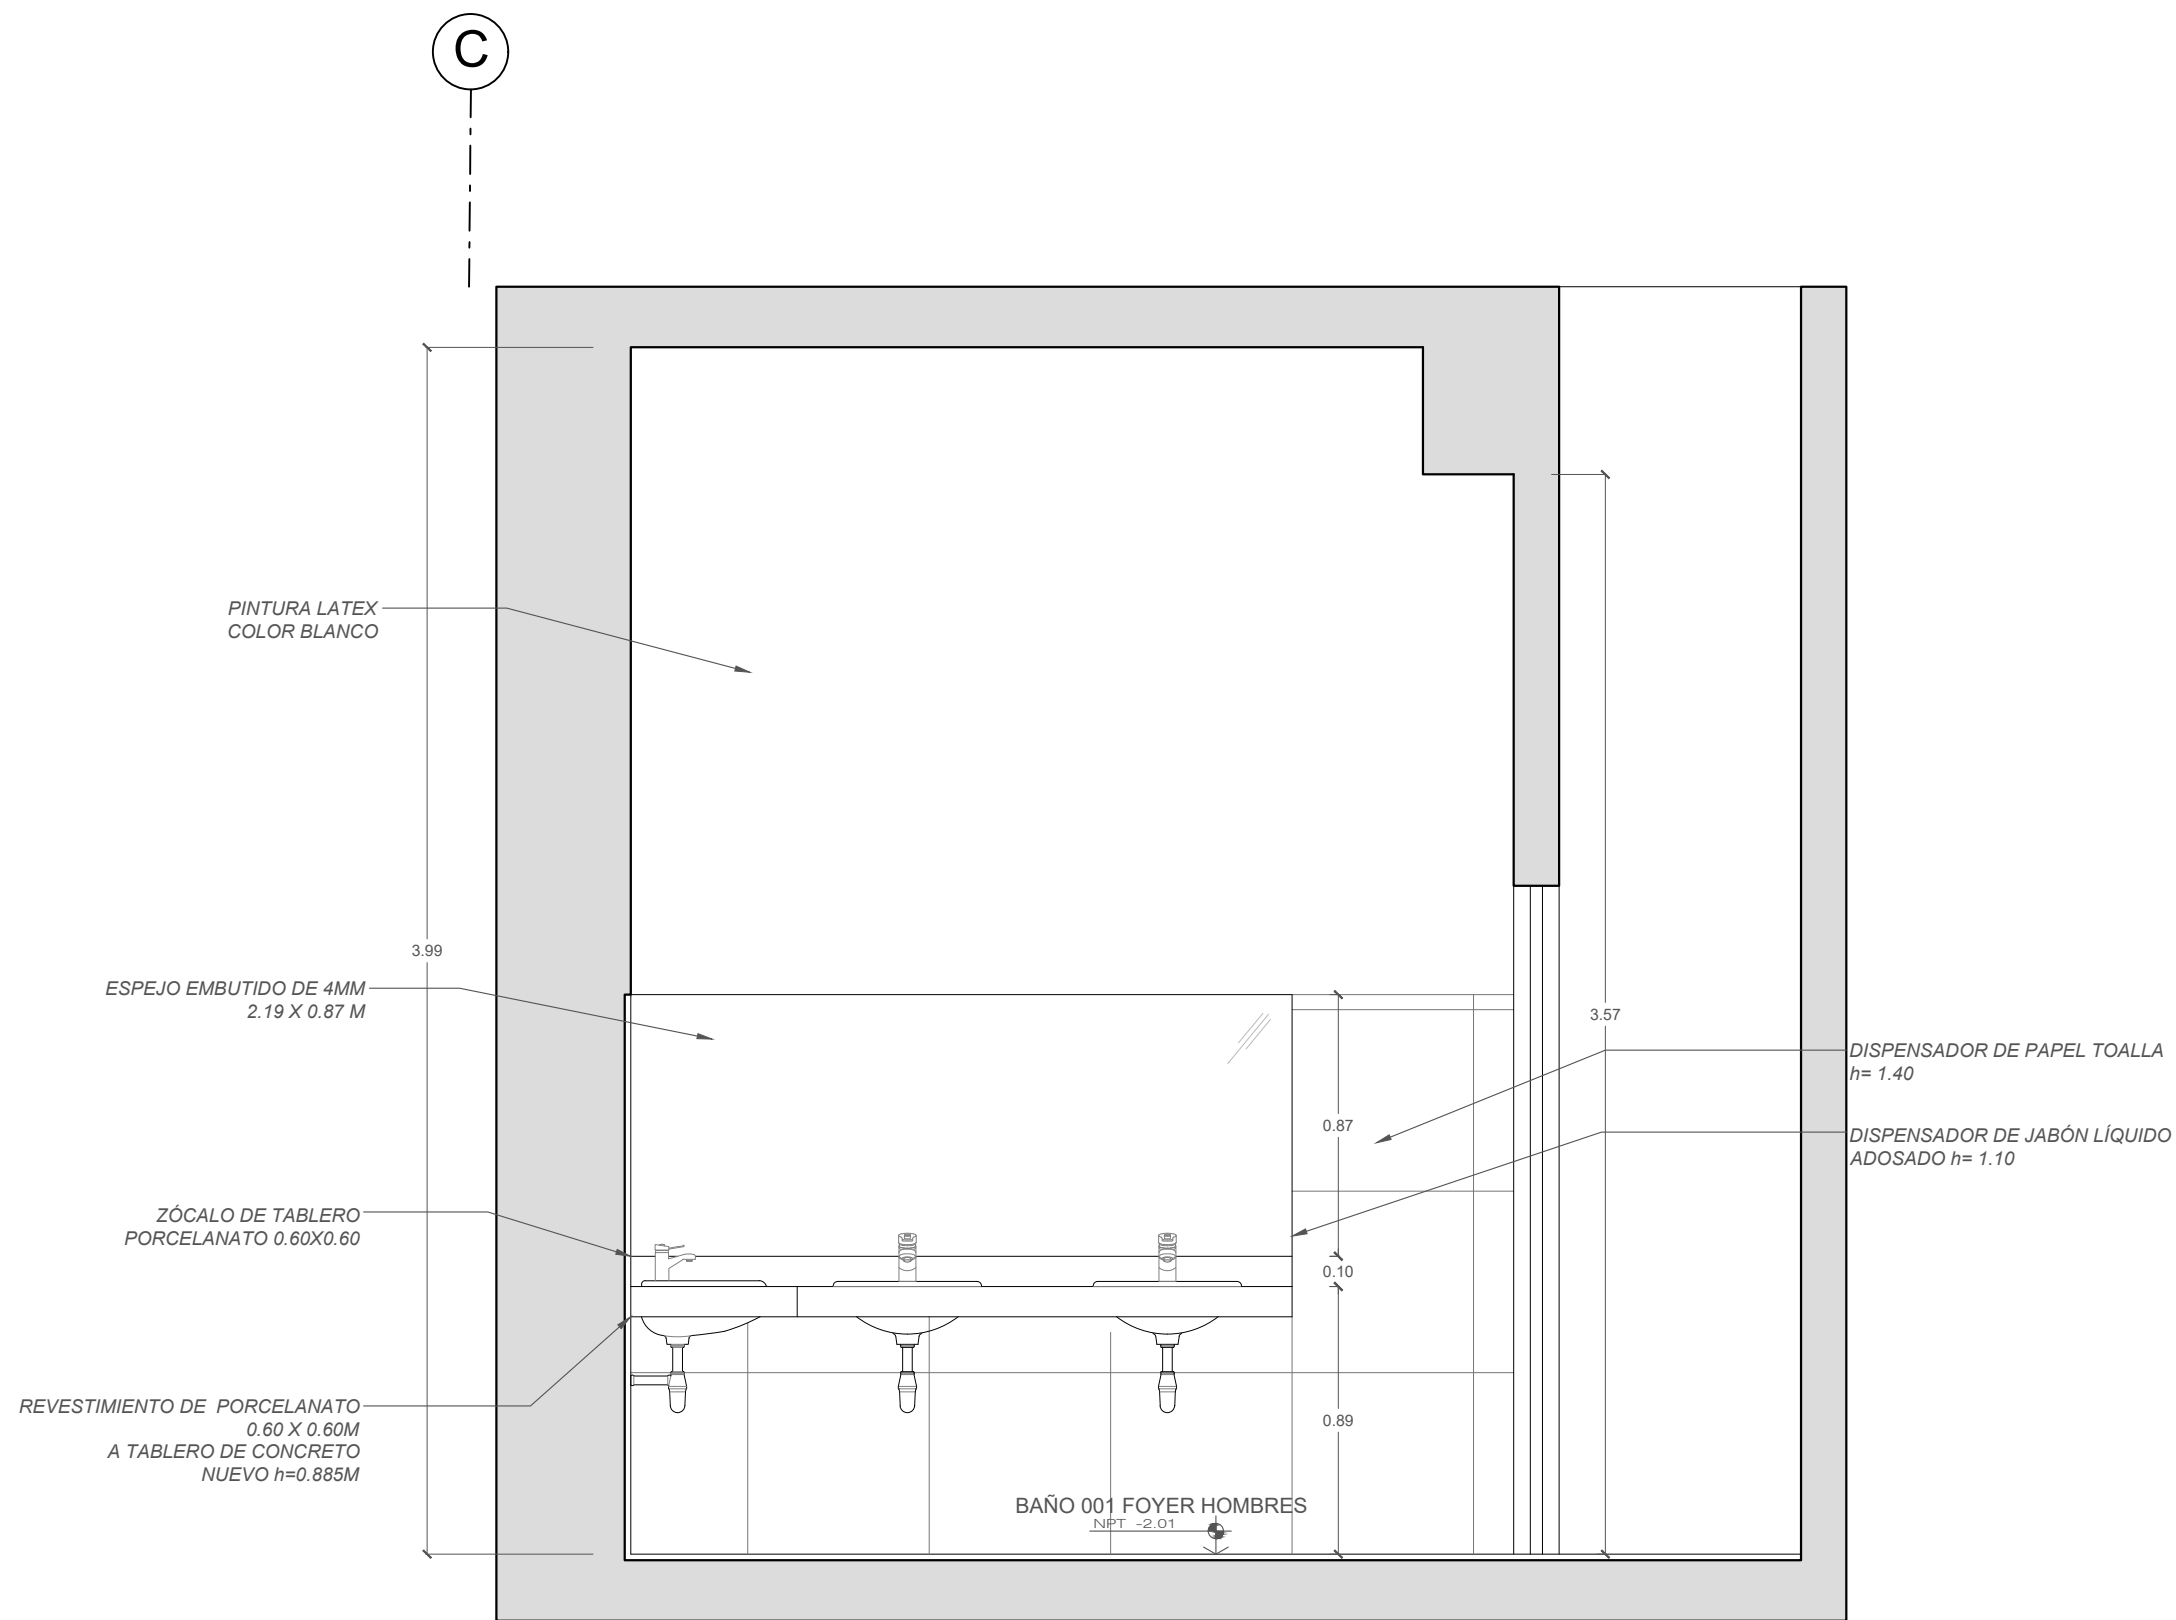 C
PINTURA LATEX
COLOR BLANCO
3.99
ESPEJO EMBUTIDO DE 4MM
2.19 X 0.87 M
3.57
DISPENSADOR DE PAPEL TOALLA
h= 1.40
0.87
DISPENSADOR DE JABÓN LÍQUIDO
ADOSADO h= 1.10
ZÓCALO DE TABLERO
PORCELANATO 0.60X0.60
0.10
REVESTIMIENTO DE PORCELANATO
0.60 X 0.60M
A TABLERO DE CONCRETO
NUEVO h=0.885M
0.89
BAÑO 001 FOYER HOMBRES
NPT -2.01